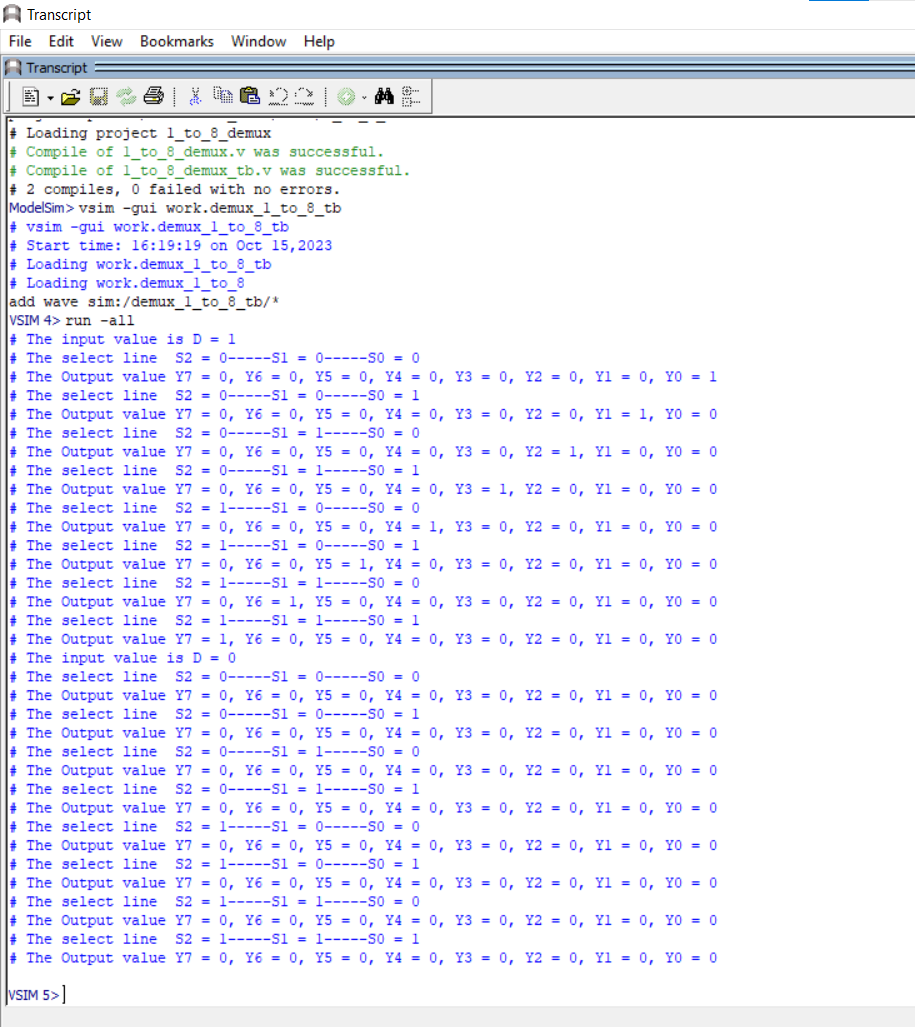 Transcript
File Edit View Bookmarks Window Help
Transcript
# Loading project 1_to_8_demux
# Compile of 1_to_8_demux.v was successful.
# Compile of 1_to_8_demux_tb.v was successful.
# 2 compiles, 0 failed with no errors.
ModelSim> vsim -gui work.demux_1_to_8_tb
# vsim -gui work.demux_1_to_8_tb
# Start time: 16:19:19 on Oct 15,2023
# Loading work.demux_1_to_8_tb
# Loading work.demux_1_to_8
add wave sim:/demux_1_to_8_tb/*
VSIM 4> run -all
# The input value is D = 1
# The select line  S2 = 0-----S1 = 0-----S0 = 0
# The Output value Y7 = 0, Y6 = 0, Y5 = 0, Y4 = 0, Y3 = 0, Y2 = 0, Y1 = 0, Y0 = 1
# The select line  S2 = 0-----S1 = 0-----S0 = 1
# The Output value Y7 = 0, Y6 = 0, Y5 = 0, Y4 = 0, Y3 = 0, Y2 = 0, Y1 = 1, Y0 = 0
# The select line  S2 = 0-----S1 = 1-----S0 = 0
# The Output value Y7 = 0, Y6 = 0, Y5 = 0, Y4 = 0, Y3 = 0, Y2 = 1, Y1 = 0, Y0 = 0
# The select line  S2 = 0-----S1 = 1-----S0 = 1
# The Output value Y7 = 0, Y6 = 0, Y5 = 0, Y4 = 0, Y3 = 1, Y2 = 0, Y1 = 0, Y0 = 0
# The select line  S2 = 1-----S1 = 0-----S0 = 0
# The Output value Y7 = 0, Y6 = 0, Y5 = 0, Y4 = 1, Y3 = 0, Y2 = 0, Y1 = 0, Y0 = 0
# The select line  S2 = 1-----S1 = 0-----S0 = 1
# The Output value Y7 = 0, Y6 = 0, Y5 = 1, Y4 = 0, Y3 = 0, Y2 = 0, Y1 = 0, Y0 = 0
# The select line  S2 = 1-----S1 = 1-----S0 = 0
# The Output value Y7 = 0, Y6 = 1, Y5 = 0, Y4 = 0, Y3 = 0, Y2 = 0, Y1 = 0, Y0 = 0
# The select line  S2 = 1-----S1 = 1-----S0 = 1
# The Output value Y7 = 1, Y6 = 0, Y5 = 0, Y4 = 0, Y3 = 0, Y2 = 0, Y1 = 0, Y0 = 0
# The input value is D = 0
# The select line  S2 = 0-----S1 = 0-----S0 = 0
# The Output value Y7 = 0, Y6 = 0, Y5 = 0, Y4 = 0, Y3 = 0, Y2 = 0, Y1 = 0, Y0 = 0
# The select line  S2 = 0-----S1 = 0-----S0 = 1
# The Output value Y7 = 0, Y6 = 0, Y5 = 0, Y4 = 0, Y3 = 0, Y2 = 0, Y1 = 0, Y0 = 0
# The select line  S2 = 0-----S1 = 1-----S0 = 0
# The Output value Y7 = 0, Y6 = 0, Y5 = 0, Y4 = 0, Y3 = 0, Y2 = 0, Y1 = 0, Y0 = 0
# The select line  S2 = 0-----S1 = 1-----S0 = 1
# The Output value Y7 = 0, Y6 = 0, Y5 = 0, Y4 = 0, Y3 = 0, Y2 = 0, Y1 = 0, Y0 = 0
# The select line  S2 = 1-----S1 = 0-----S0 = 0
# The Output value Y7 = 0, Y6 = 0, Y5 = 0, Y4 = 0, Y3 = 0, Y2 = 0, Y1 = 0, Y0 = 0
# The select line  S2 = 1-----S1 = 0-----S0 = 1
# The Output value Y7 = 0, Y6 = 0, Y5 = 0, Y4 = 0, Y3 = 0, Y2 = 0, Y1 = 0, Y0 = 0
# The select line  S2 = 1-----S1 = 1-----S0 = 0
# The Output value Y7 = 0, Y6 = 0, Y5 = 0, Y4 = 0, Y3 = 0, Y2 = 0, Y1 = 0, Y0 = 0
# The select line  S2 = 1-----S1 = 1-----S0 = 1
# The Output value Y7 = 0, Y6 = 0, Y5 = 0, Y4 = 0, Y3 = 0, Y2 = 0, Y1 = 0, Y0 = 0
VSIM 5>